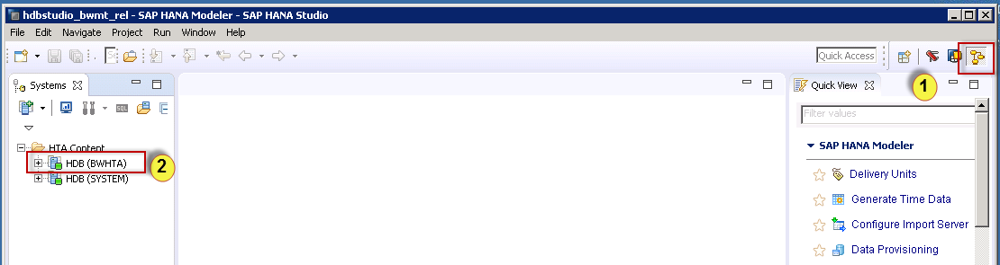 hdbstudio_bwmt_rel - SAP HANA Modeler - SAP HANA Studio
File Edit Navigate Project Run Window Help
Quick Access
1
Systems
Quick View
SQL
Filter values
HTA Content
SAP HANA Modeler
HDB (BWHTA)
2
HDB (SYSTEM)
Delivery Units
Generate Time Data
Configure Import Server
Data Provisioning